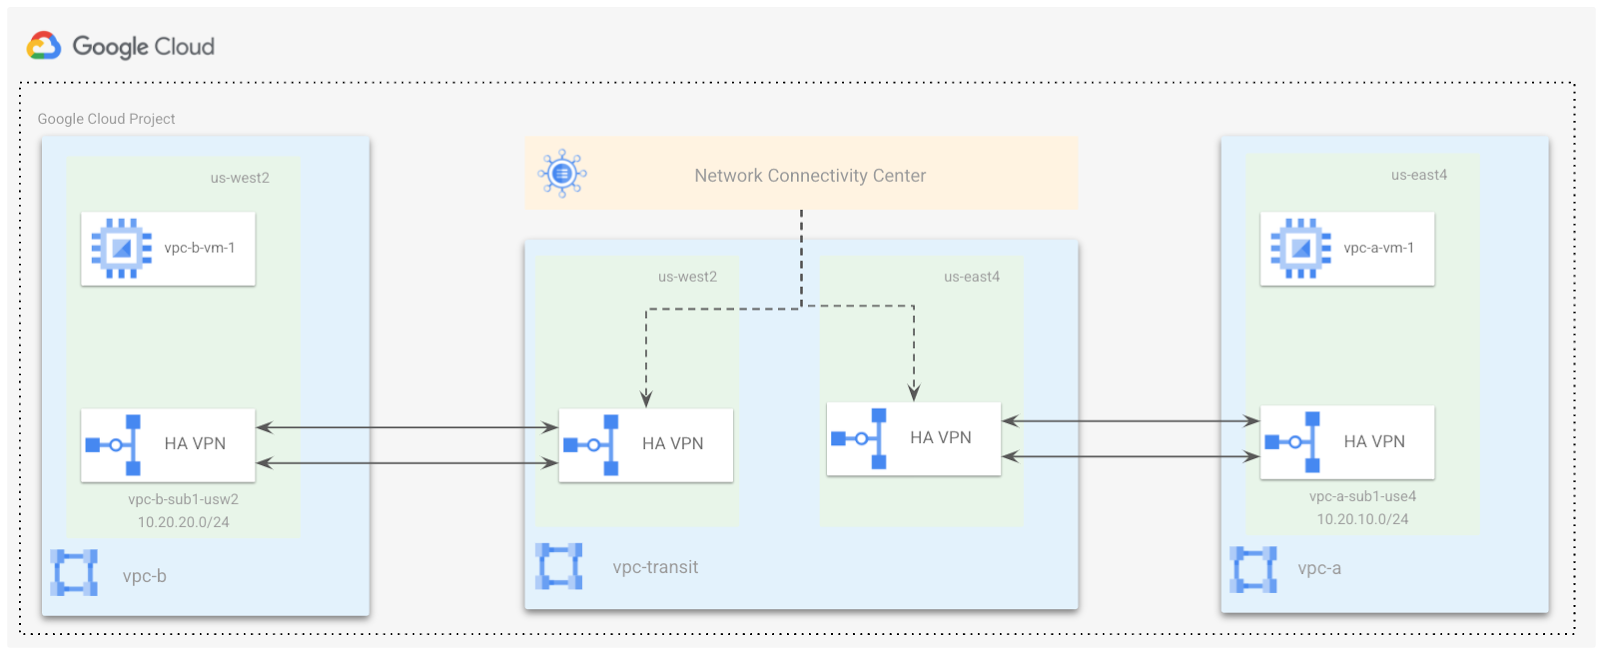 Google Cloud
Google Cloud Project
us-west2
vpc-b-vm-1
HA VPN
vpc-b-sub1-usw2
10.20.20.0/24
vpc-b
Network Connectivity Center
us-west2
us-east4
HA VPN
HA VPN
vpc-transit
us-east4
vpc-a-vm-1
HA VPN
vpc-a-sub1-use4
10.20.10.0/24
vpc-a